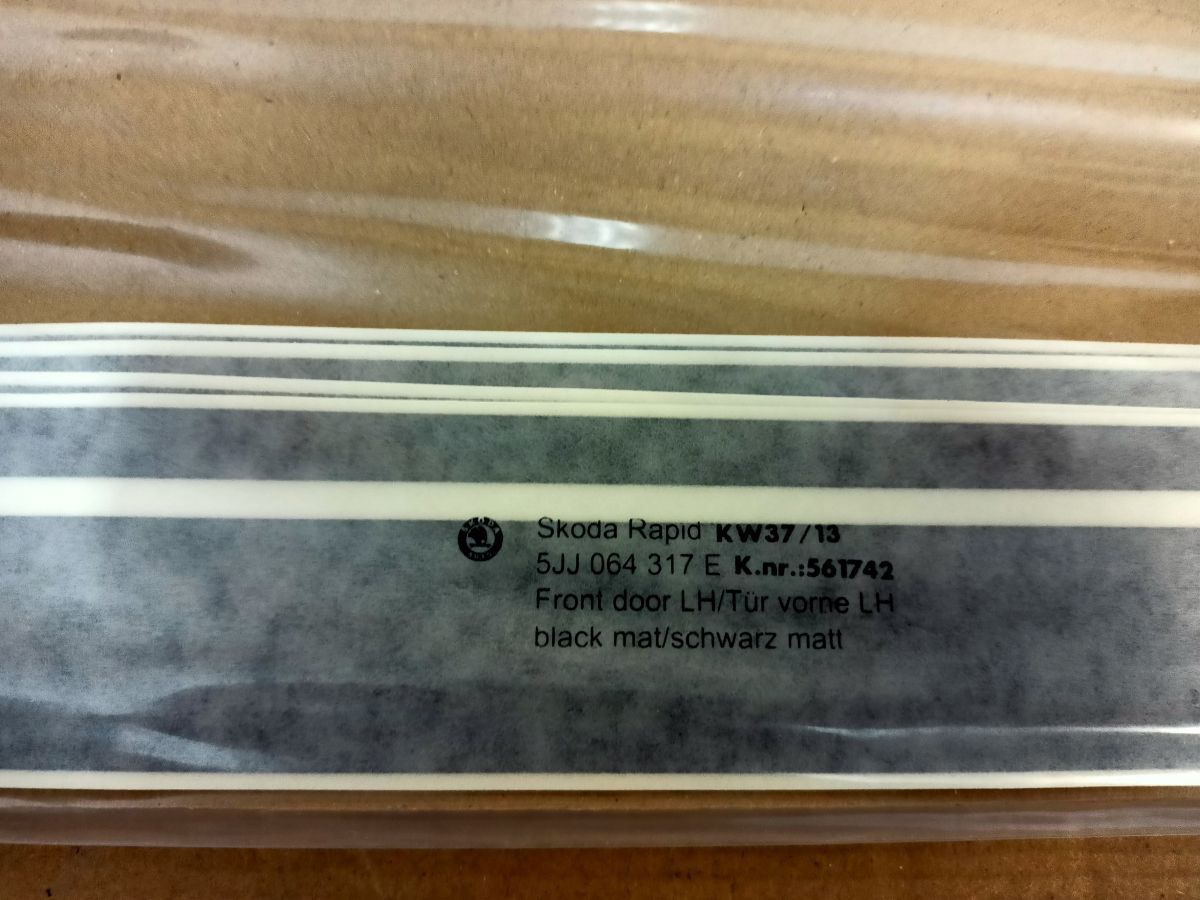 Skoda Rapid KW37/13
5JJ 064 317 E K.nr.:561742
Front door LH/Tür vorne LH
black mat/schwarz matt